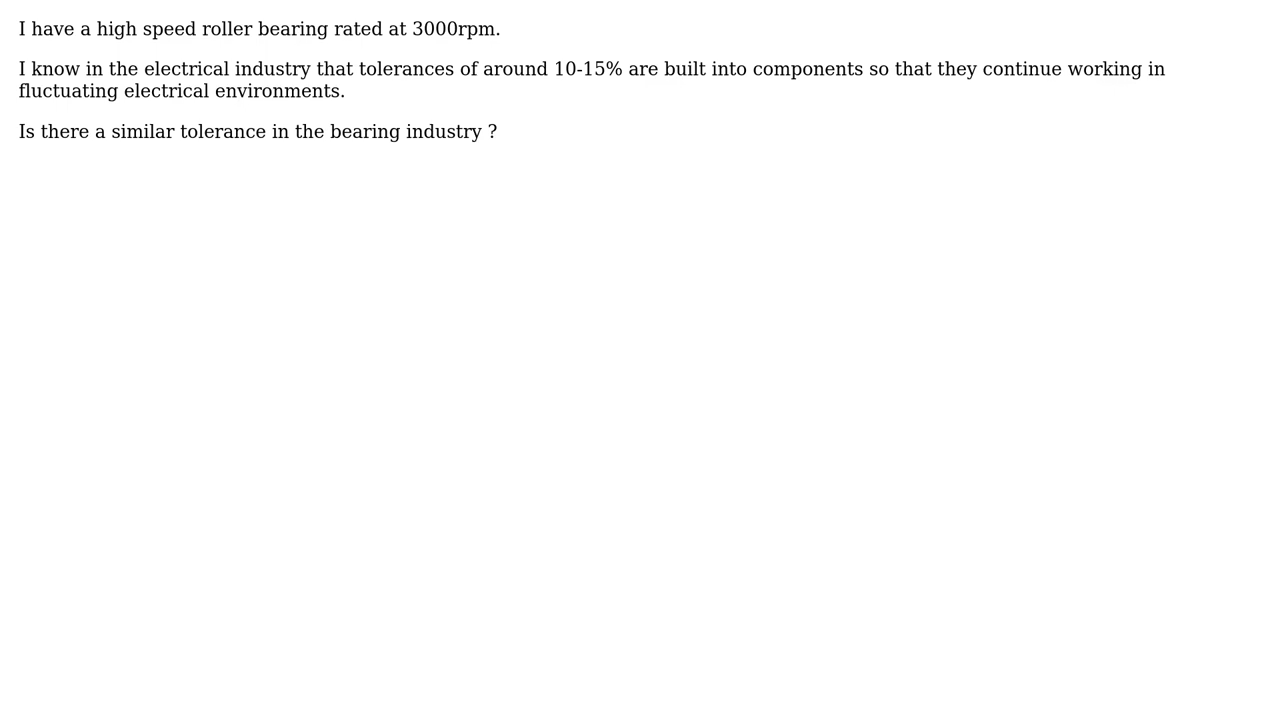 I have a high speed roller bearing rated at 3000rpm.
I know in the electrical industry that tolerances of around 10-15% are built into components so that they continue working in
fluctuating electrical environments.
Is there a similar tolerance in the bearing industry ?